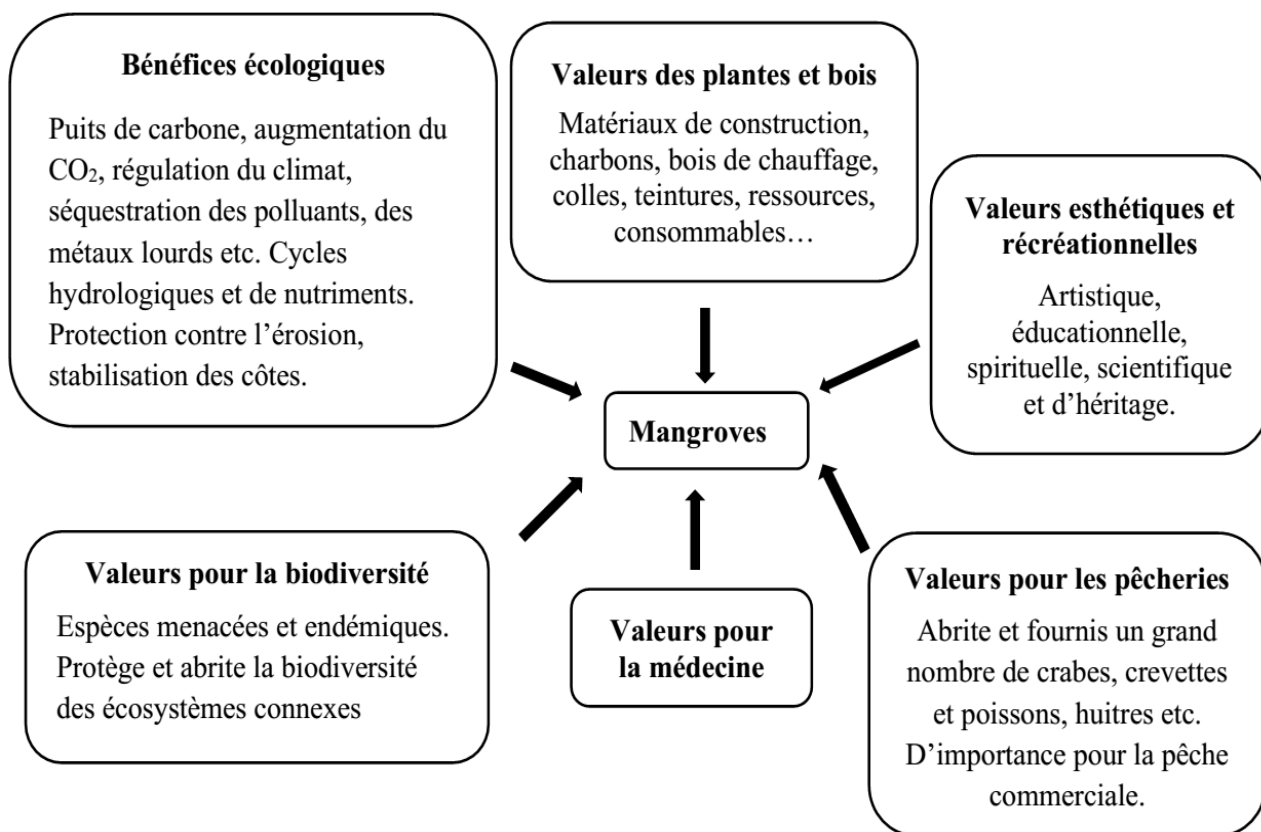 Bénéfices écologiques
Puits de carbone, augmentation du
CO₂, régulation du climat,
séquestration des polluants, des
métaux lourds etc. Cycles
hydrologiques et de nutriments.
Protection contre l’érosion,
stabilisation des côtes.
Valeurs des plantes et bois
Matériaux de construction,
charbons, bois de chauffage,
colles, teintures, ressources,
consommables…
Valeurs esthétiques et
récréationnelles
Artistique,
éducationnelle,
spirituelle, scientifique
et d’héritage.
Mangroves
Valeurs pour la biodiversité
Espèces menacées et endémiques.
Protège et abrite la biodiversité
des écosystèmes connexes
Valeurs pour
la médecine
Valeurs pour les pêcheries
Abrite et fournis un grand
nombre de crabes, crevettes
et poissons, huitres etc.
D’importance pour la pêche
commerciale.